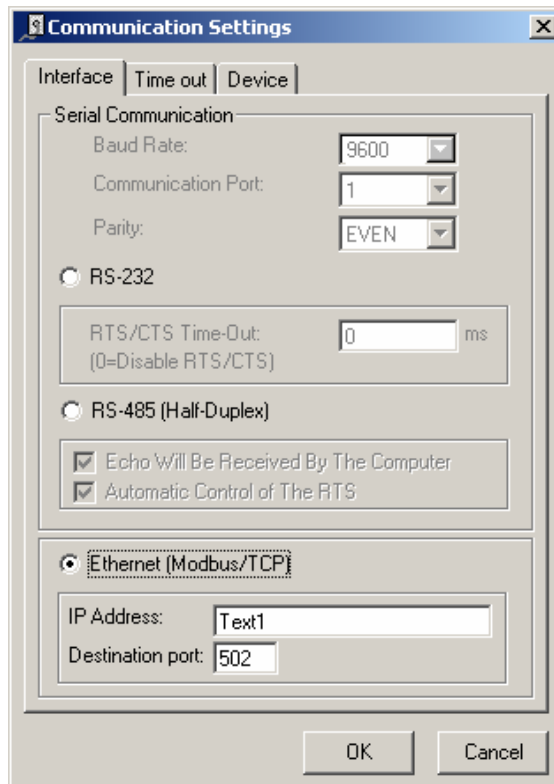 Communication Settings
Interface Time out Device
Serial Communication
Baud Rate: 9600
Communication Port: 1
Parity: EVEN
RS-232
RTS/CTS Time-Out: 0 ms
(0=Disable RTS/CTS)
RS-485 (Half-Duplex)
Echo Will Be Received By The Computer
Automatic Control of The RTS
Ethernet (Modbus/TCP)
IP Address: Text1
Destination port: 502
OK Cancel